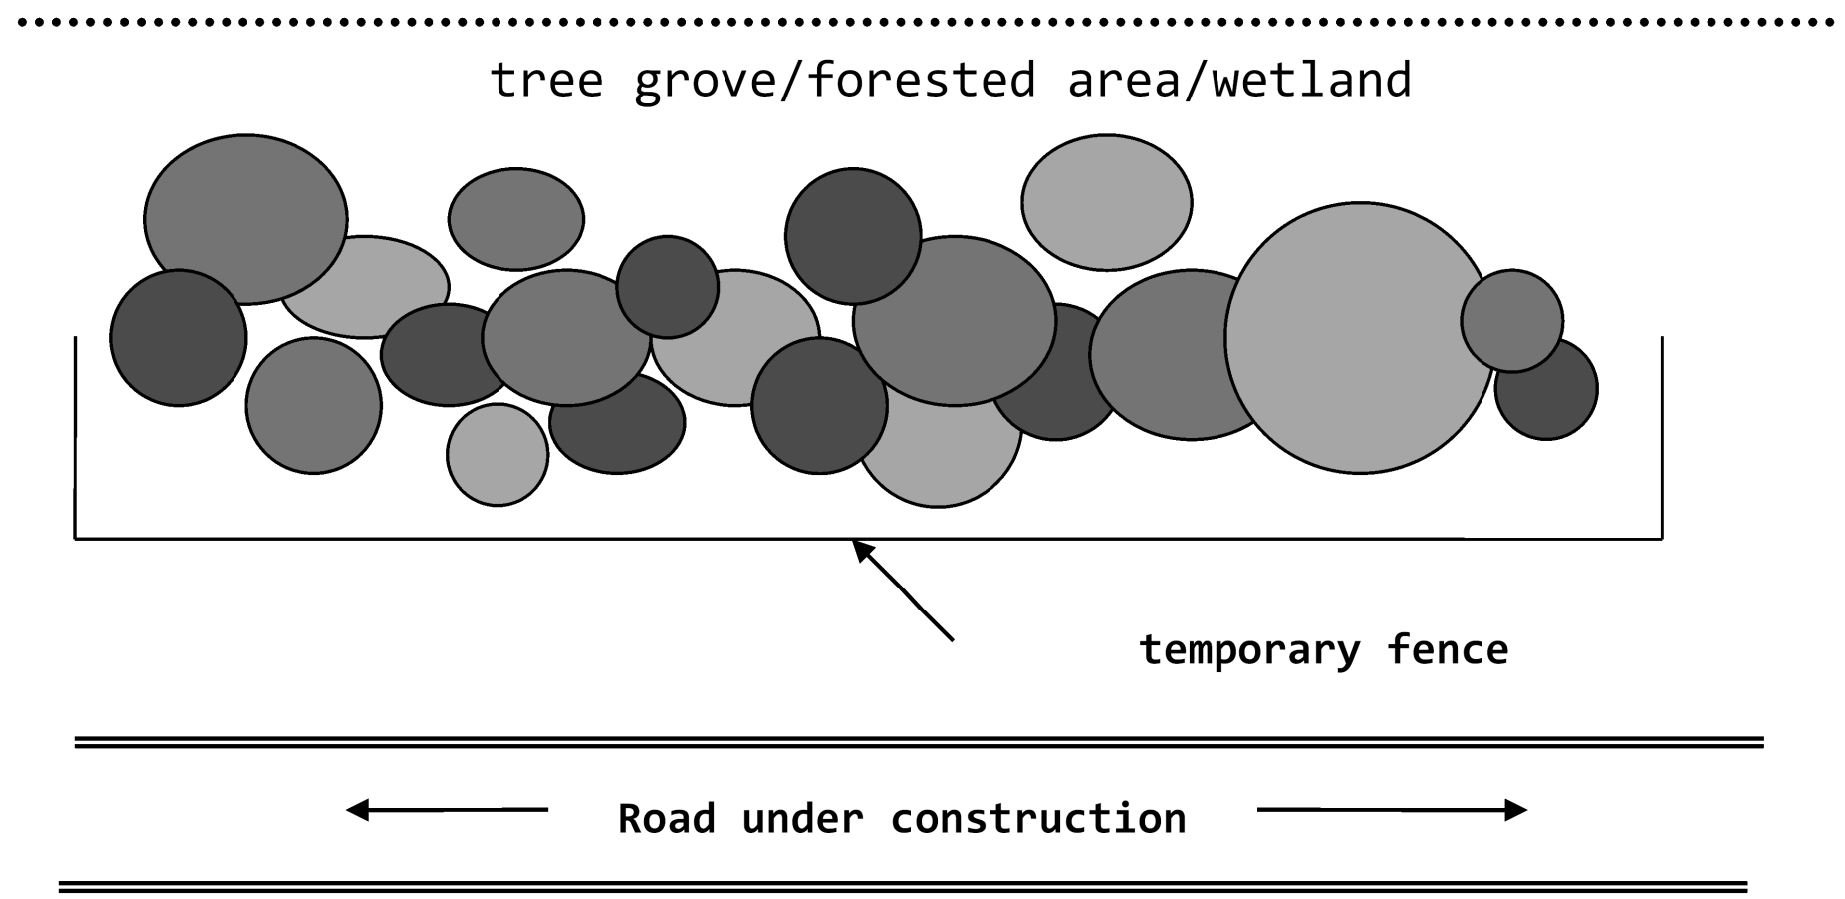 tree grove/forested area/wetland
temporary fence
Road under construction